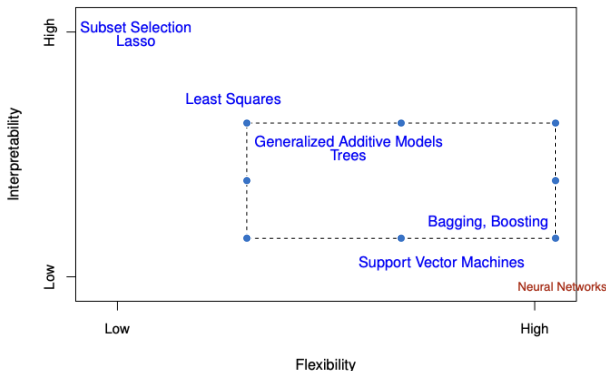 High
Subset Selection
Lasso
Least Squares
Interpretability
Generalized Additive Models
Trees
Bagging, Boosting
Support Vector Machines
Low
Neural Networks
Low
High
Flexibility